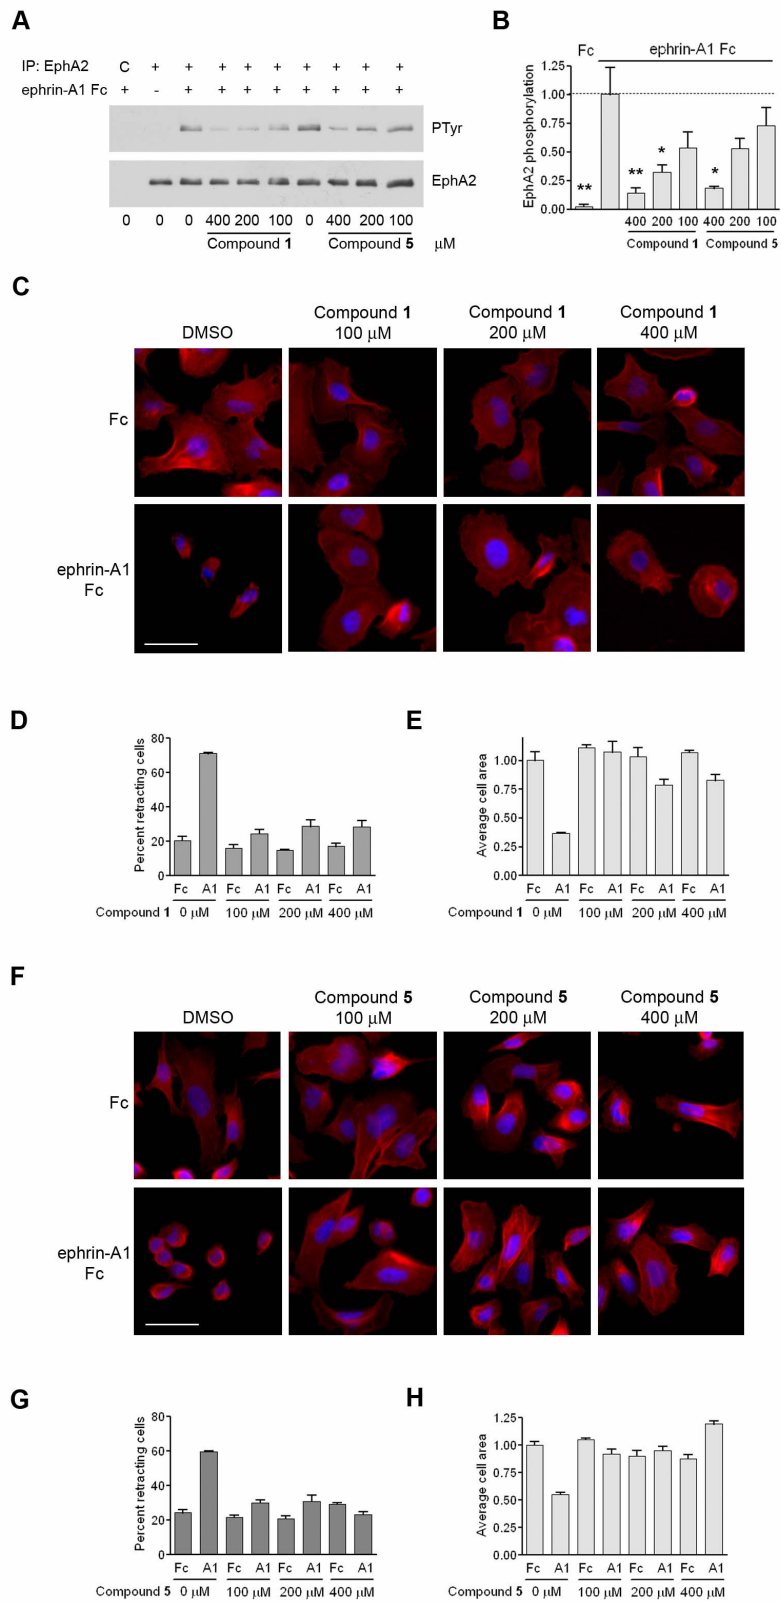 A
IP: EphA2 C + + + + + + + + +
ephrin-A1 Fc + - + + + + + + + +
PTyr
EphA2
0 0 0 400 200 100 0 400 200 100
Compound 1 Compound 5 µM
B
Fc ephrin-A1 Fc
EphA2 phosphorylation
1.25
1.00
0.75
0.50
0.25
0.00
** ** * *
400 200 100 400 200 100
Compound 1 Compound 5
C
DMSO
Compound 1
100 µM
Compound 1
200 µM
Compound 1
400 µM
Fc
ephrin-A1
Fc
D
Percent retracting cells
80
60
40
20
0
Fc A1 Fc A1 Fc A1 Fc A1
Compound 1 0 µM 100 µM 200 µM 400 µM
E
Average cell area
1.00
0.75
0.50
0.25
0.00
Fc A1 Fc A1 Fc A1 Fc A1
Compound 1 0 µM 100 µM 200 µM 400 µM
F
DMSO
Compound 5
100 µM
Compound 5
200 µM
Compound 5
400 µM
Fc
ephrin-A1
Fc
G
Percent retracting cells
80
60
40
20
0
Fc A1 Fc A1 Fc A1 Fc A1
Compound 5 0 µM 100 µM 200 µM 400 µM
H
Average cell area
1.25
1.00
0.75
0.50
0.25
0.00
Fc A1 Fc A1 Fc A1 Fc A1
Compound 5 0 µM 100 µM 200 µM 400 µM